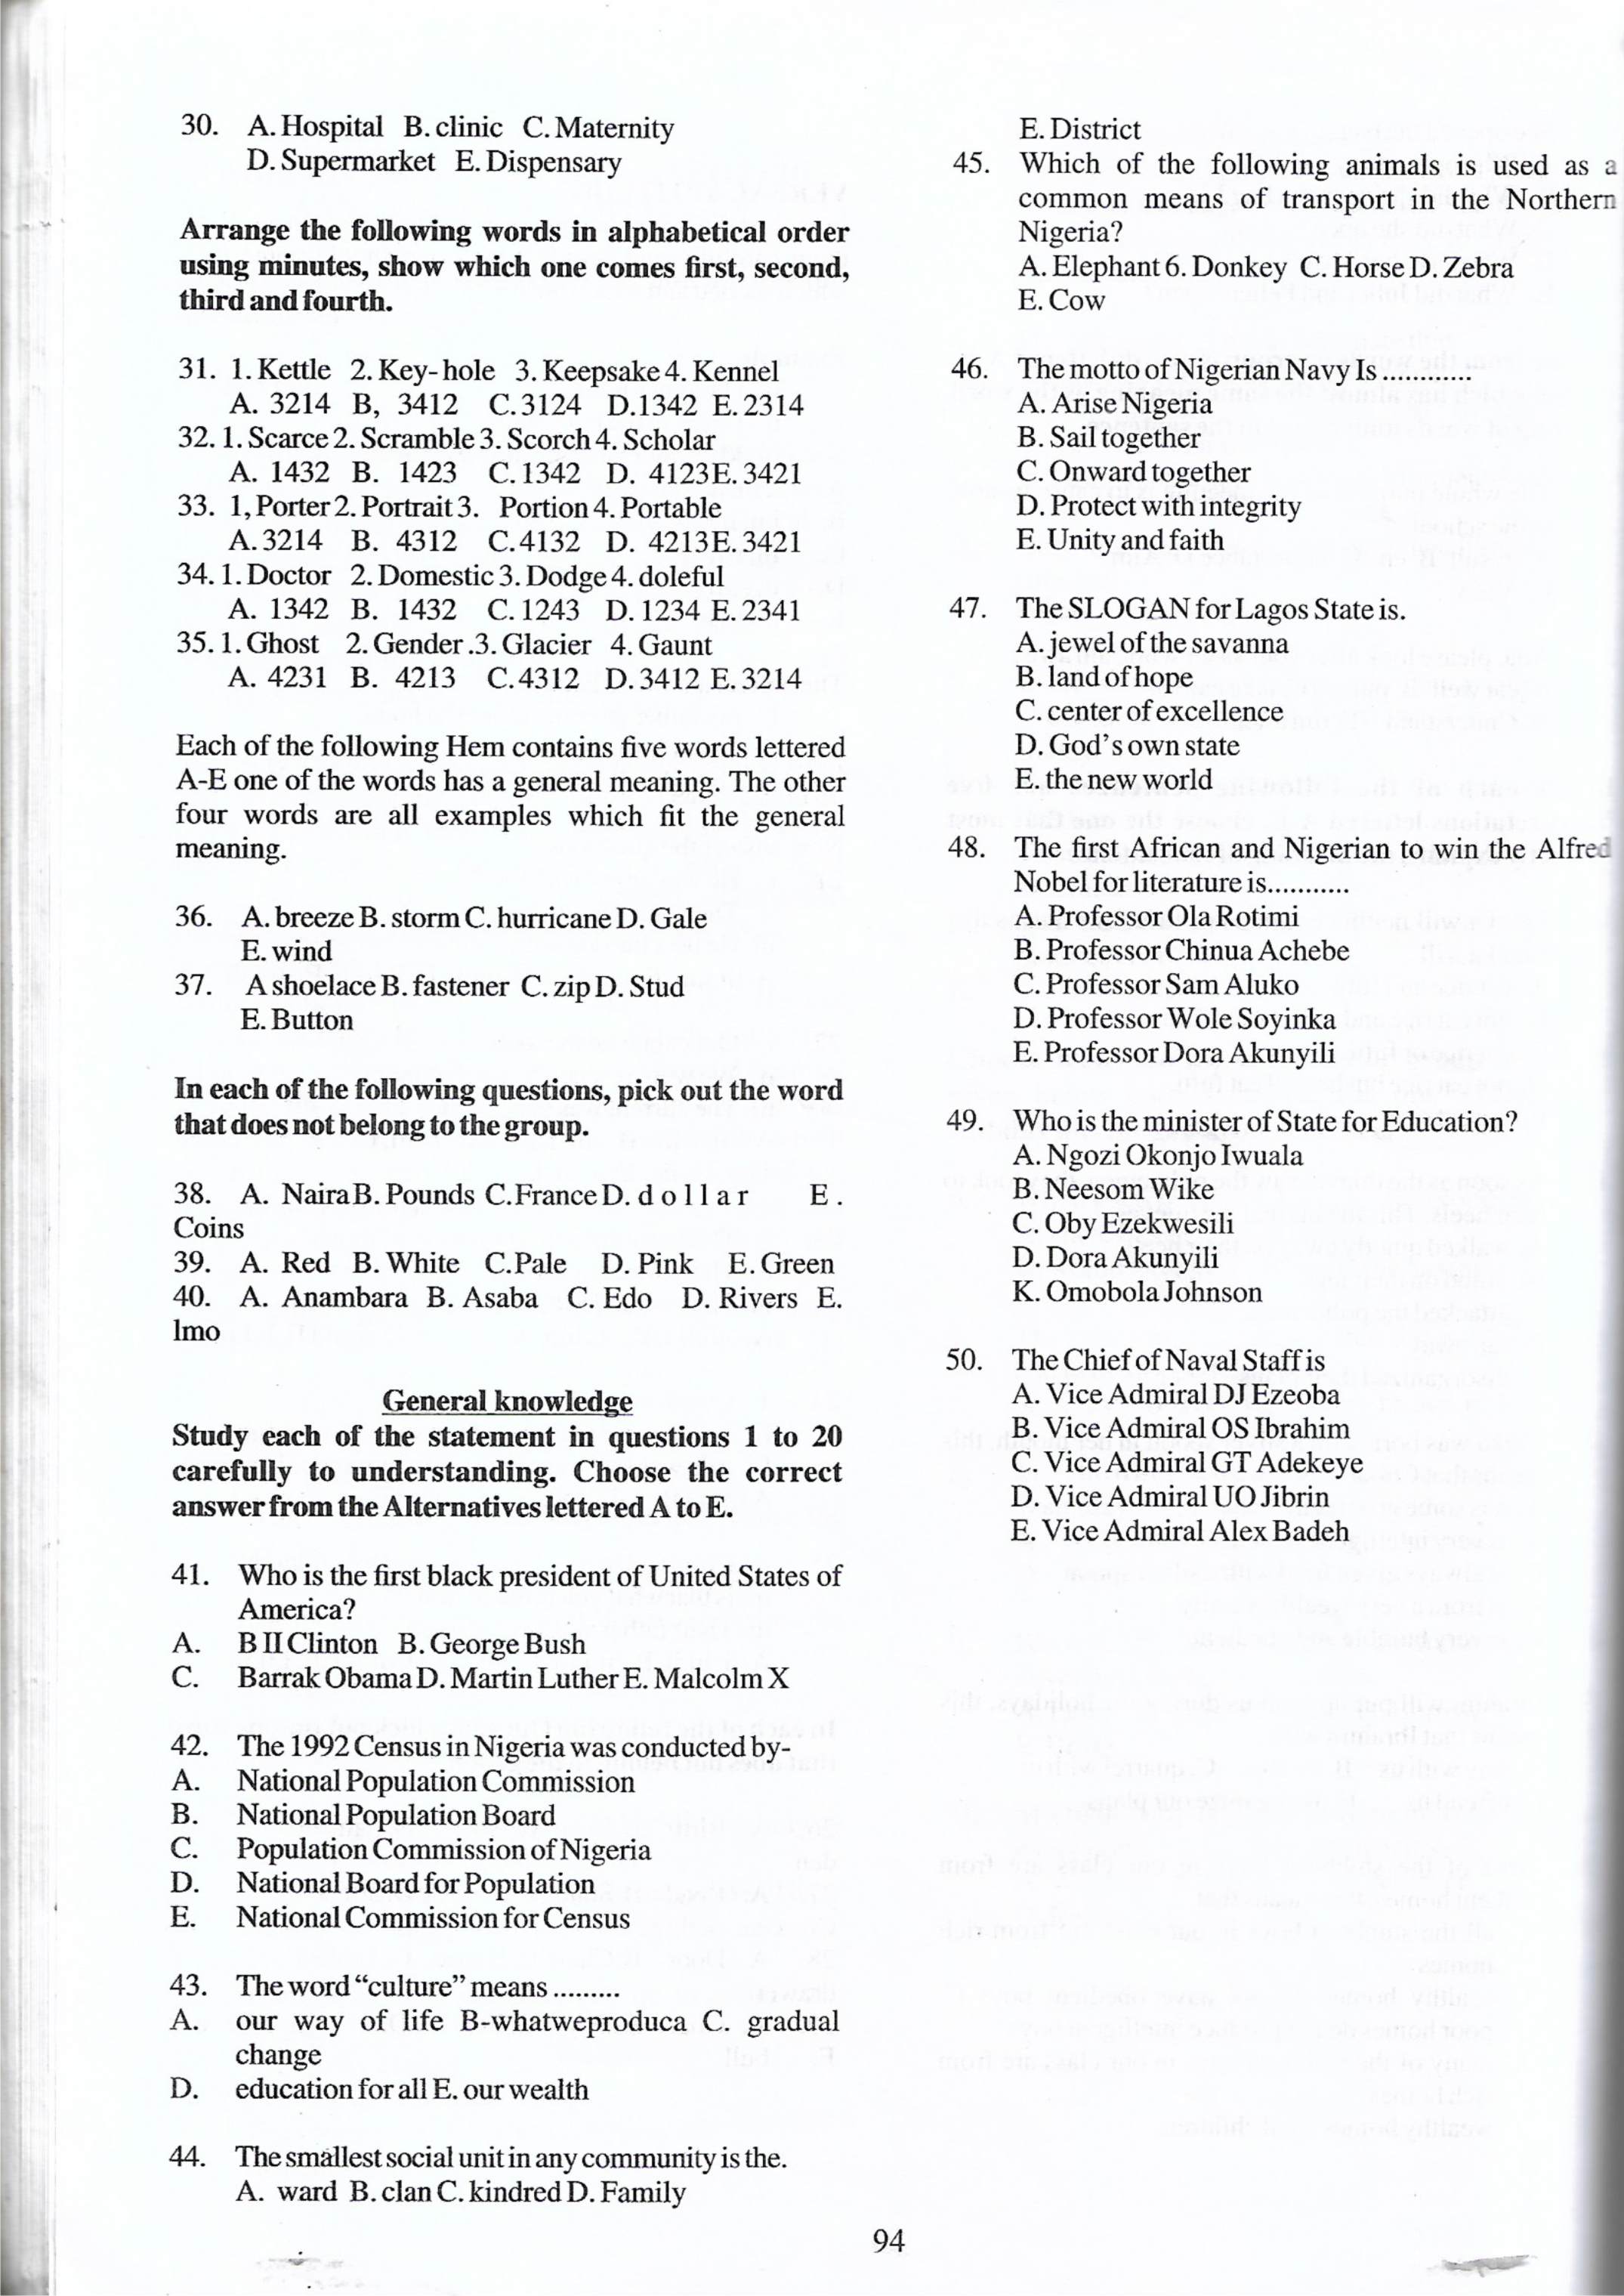 30. A. Hospital B. clinic C. Maternity
D. Supermarket E. Dispensary
Arrange the following words in alphabetical order
using minutes, show which one comes first, second,
third and fourth.
31. 1. Kettle 2. Key-hole 3. Keepsake 4. Kennel
A. 3214 B, 3412 C. 3124 D.1342 E. 2314
32. 1. Scarce 2. Scramble 3. Scorch 4. Scholar
A. 1432 B. 1423 C. 1342 D. 4123E. 3421
33. 1, Porter 2. Portrait 3. Portion 4. Portable
A. 3214 B. 4312 C. 4132 D. 4213E. 3421
34. 1. Doctor 2. Domestic 3. Dodge 4. doleful
A. 1342 B. 1432 C. 1243 D. 1234 E. 2341
35. 1. Ghost 2. Gender .3. Glacier 4. Gaunt
A. 4231 B. 4213 C. 4312 D. 3412 E. 3214
Each of the following Hem contains five words lettered
A-E one of the words has a general meaning. The other
four words are all examples which fit the general
meaning.
36. A. breeze B. storm C. hurricane D. Gale
E. wind
37. A shoelace B. fastener C. zip D. Stud
E. Button
In each of the following questions, pick out the word
that does not belong to the group.
38. A. Naira B. Pounds C. France D. dollar E.
Coins
39. A. Red B. White C. Pale D. Pink E. Green
40. A. Anambara B. Asaba C. Edo D. Rivers E.
lmo
General knowledge
Study each of the statement in questions 1 to 20
carefully to understanding. Choose the correct
answer from the Alternatives lettered A to E.
41. Who is the first black president of United States of
America?
A. B II Clinton B. George Bush
C. Barrak Obama D. Martin Luther E. Malcolm X
42. The 1992 Census in Nigeria was conducted by-
A. National Population Commission
B. National Population Board
C. Population Commission of Nigeria
D. National Board for Population
E. National Commission for Census
43. The word “culture” means .........
A. our way of life B-whatweproduca C. gradual
change
D. education for all E. our wealth
44. The smallest social unit in any community is the.
A. ward B. clan C. kindred D. Family
E. District
45. Which of the following animals is used as a
common means of transport in the Northern
Nigeria?
A. Elephant 6. Donkey C. Horse D. Zebra
E. Cow
46. The motto of Nigerian Navy Is ............
A. Arise Nigeria
B. Sail together
C. Onward together
D. Protect with integrity
E. Unity and faith
47. The SLOGAN for Lagos State is.
A. jewel of the savanna
B. land of hope
C. center of excellence
D. God's own state
E. the new world
48. The first African and Nigerian to win the Alfred
Nobel for literature is...........
A. Professor Ola Rotimi
B. Professor Chinua Achebe
C. Professor Sam Aluko
D. Professor Wole Soyinka
E. Professor Dora Akunyili
49. Who is the minister of State for Education?
A. Ngozi Okonjo Iwuala
B. Neesom Wike
C. Oby Ezekwesili
D. Dora Akunyili
K. Omobola Johnson
50. The Chief of Naval Staff is
A. Vice Admiral DJ Ezeoba
B. Vice Admiral OS Ibrahim
C. Vice Admiral GT Adekeye
D. Vice Admiral UO Jibrin
E. Vice Admiral Alex Badeh
94